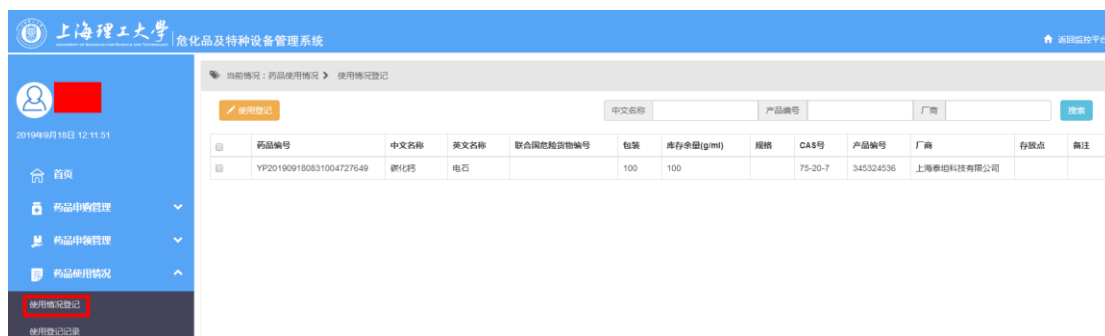 上海理工大学 危化品及特种设备管理系统
返回监控平台
2019年9月18日 12:11:51
首页
药品申购管理
药品申领管理
药品使用情况
使用情况登记
使用登记记录
当前情况：药品使用情况 使用情况登记
使用登记 中文名称 产品编号 厂商 搜索
药品编号 中文名称 英文名称 联合国危险货物编号 包装 库存余量(g/ml) 规格 CAS号 产品编号 厂商 存放点 备注
YP201909180831004727649 碳化钙 电石 100 100 75-20-7 345324536 上海泰坦科技有限公司